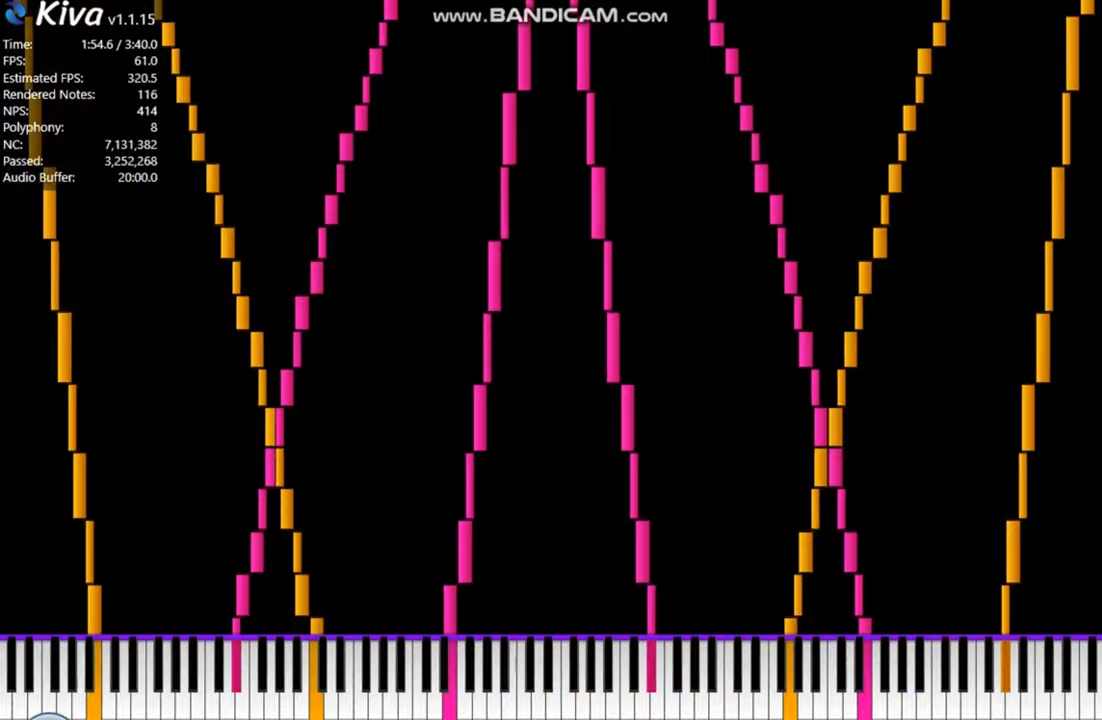 Kiva v1.1.15
www.BANDICAM.com
Time: 1:54.6 / 3:40.0
FPS: 61.0
Estimated FPS: 320.5
Rendered Notes: 116
NPS: 414
Polyphony: 8
NC: 7,131,382
Passed: 3,252,268
Audio Buffer: 20:00.0